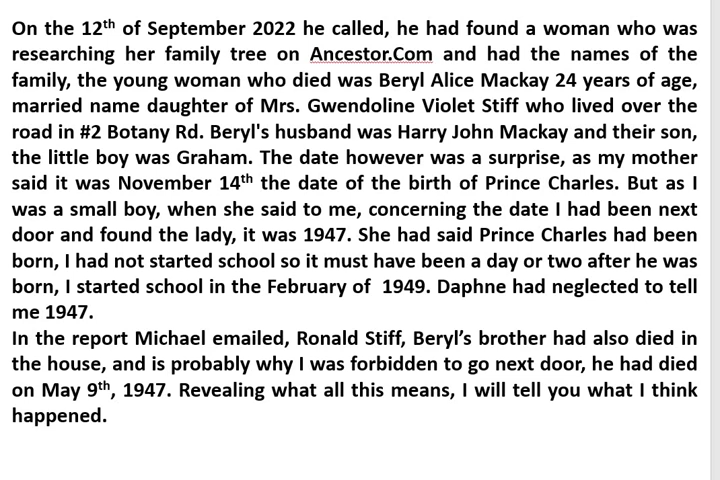 On the 12th of September 2022 he called, he had found a woman who was
researching her family tree on Ancestor.Com and had the names of the
family, the young woman who died was Beryl Alice Mackay 24 years of age,
married name daughter of Mrs. Gwendoline Violet Stiff who lived over the
road in #2 Botany Rd. Beryl's husband was Harry John Mackay and their son,
the little boy was Graham. The date however was a surprise, as my mother
said it was November 14th the date of the birth of Prince Charles. But as I
was a small boy, when she said to me, concerning the date I had been next
door and found the lady, it was 1947. She had said Prince Charles had been
born, I had not started school so it must have been a day or two after he was
born, I started school in the February of  1949. Daphne had neglected to tell
me 1947.
In the report Michael emailed, Ronald Stiff, Beryl’s brother had also died in
the house, and is probably why I was forbidden to go next door, he had died
on May 9th, 1947. Revealing what all this means, I will tell you what I think
happened.